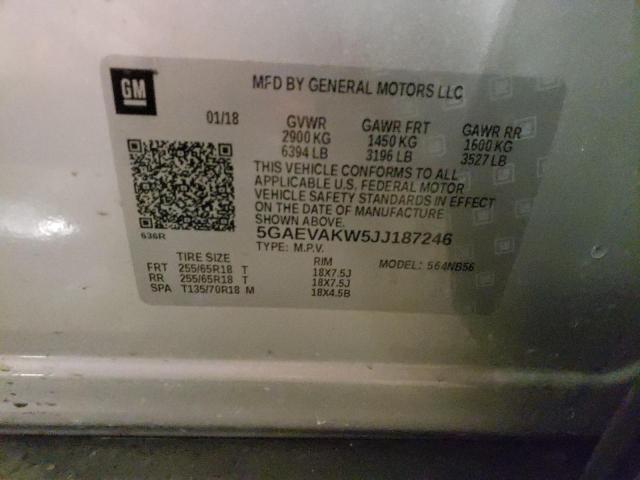 GM
MFD BY GENERAL MOTORS LLC
01/18 GVWR GAWR FRT GAWR RR
2900 KG 1450 KG 1600 KG
6394 LB 3196 LB 3527 LB
THIS VEHICLE CONFORMS TO ALL
APPLICABLE U.S. FEDERAL MOTOR
VEHICLE SAFETY STANDARDS IN EFFECT
ON THE DATE OF MANUFACTURE
SHOWN ABOVE.
636R
5GAEVAKW5JJ187246
TYPE: M.P.V. MODEL: 564NB56
TIRE SIZE RIM
FRT 255/65R18 T 18X7.5J
RR 255/65R18 T 18X7.5J
SPA T135/70R18 M 18X4.5B